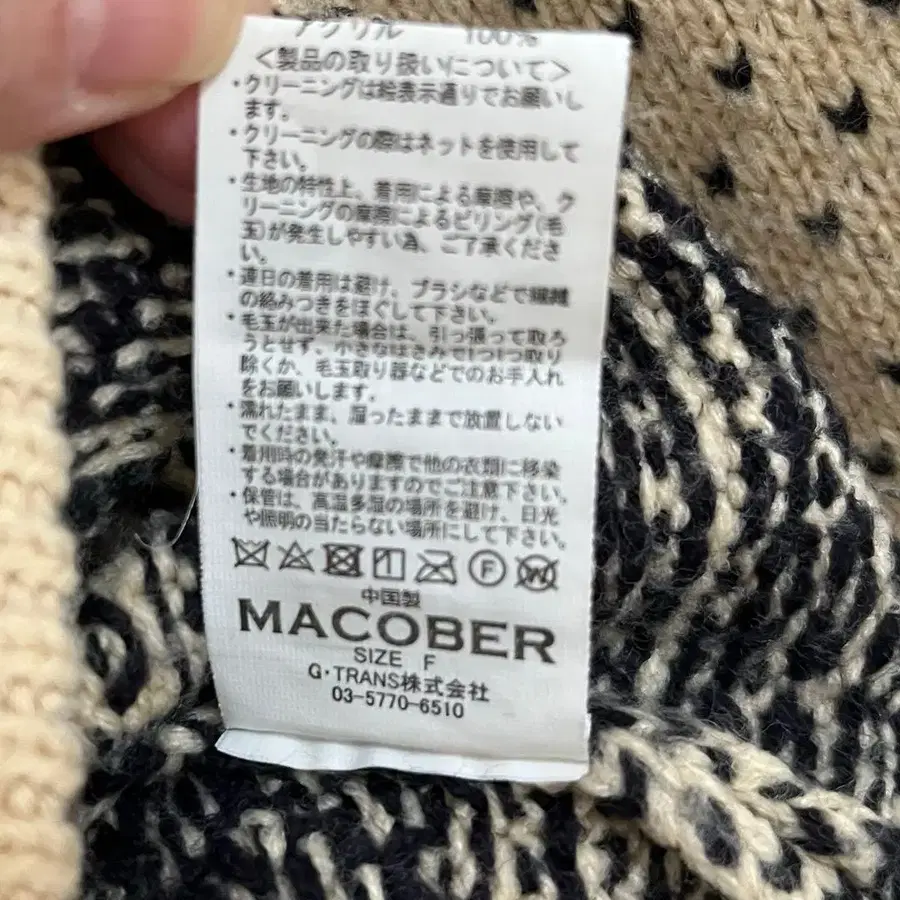 アクリル 100%
<製品の取り扱いについて>
・クリーニングは絵表示通りでお願いし
ます。
・クリーニングの際はネットを使用して
下さい。
・生地の特性上、着用による摩擦や、ク
リーニングの摩擦によるピリング(毛
玉)が発生しやすい為、ご了承くださ
い。
・連日の着用は避け、ブラシなどで繊維
の絡みつきをほぐして下さい。
・毛玉が出来た場合は、引っ張って取ろ
うとせず、小さなはさみで1つ1つ取り
除くか、毛玉取り器などでのお手入れ
をお願いします。
・濡れたまま、湿ったままで放置しない
でください。
・着用時の発汗や摩擦で他の衣類に移染
する場合がありますのでご注意下さい。
・保管は、高温多湿の場所を避け、日光
や照明の当たらない場所にして下さい。
F W
中国製
MACOBER
SIZE F
G・TRANS株式会社
03-5770-6510